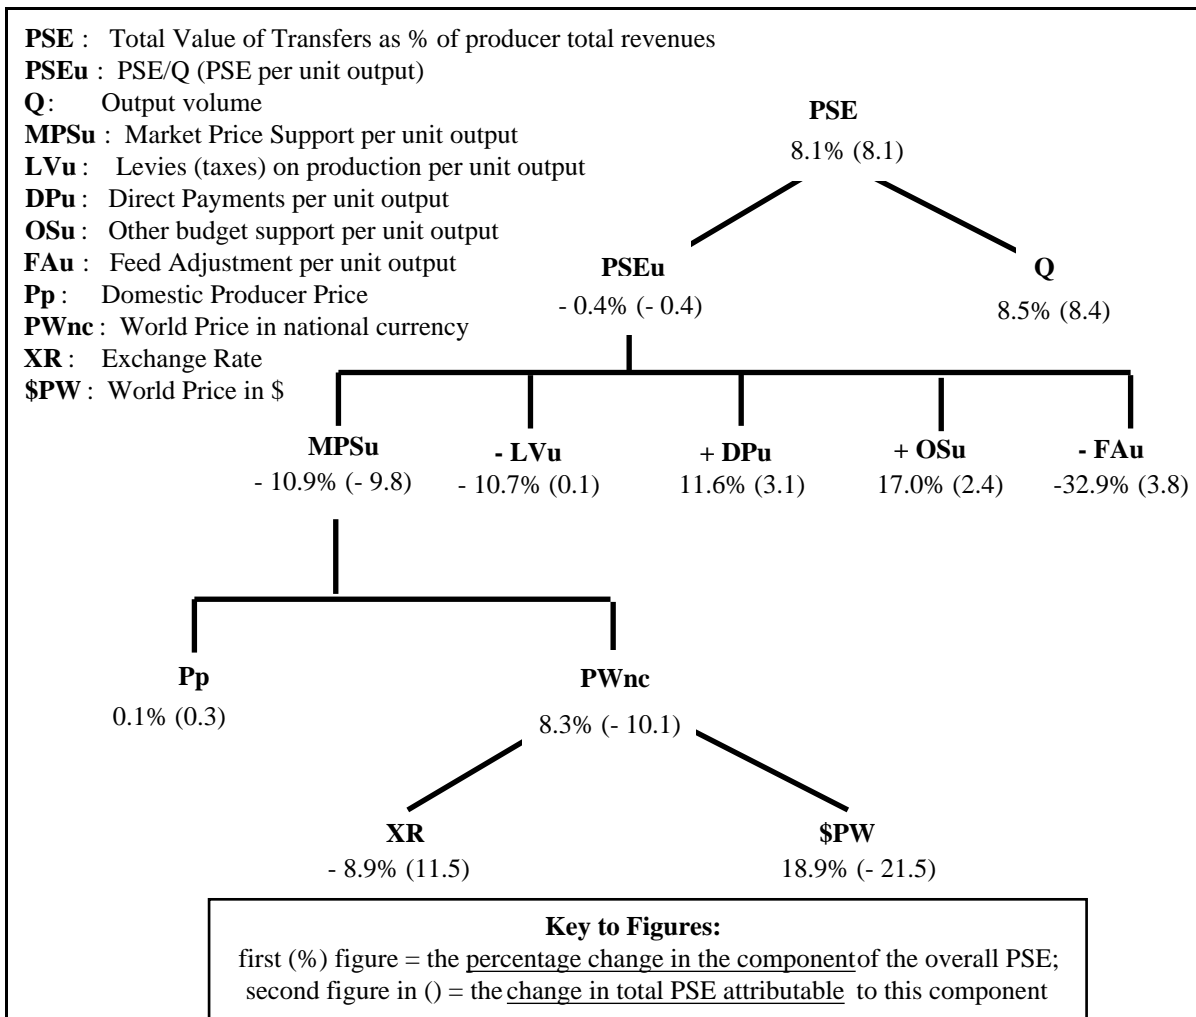 PSE : Total Value of Transfers as % of producer total revenues
PSEu : PSE/Q (PSE per unit output)
Q : Output volume
MPSu : Market Price Support per unit output
LVu : Levies (taxes) on production per unit output
DPu : Direct Payments per unit output
OSu : Other budget support per unit output
FAu : Feed Adjustment per unit output
Pp : Domestic Producer Price
PWnc : World Price in national currency
XR : Exchange Rate
$PW : World Price in $
PSE
8.1% (8.1)
PSEu
- 0.4% (- 0.4)
Q
8.5% (8.4)
MPSu
- 10.9% (- 9.8)
- LVu
- 10.7% (0.1)
+ DPu
11.6% (3.1)
+ OSu
17.0% (2.4)
- FAu
-32.9% (3.8)
Pp
0.1% (0.3)
PWnc
8.3% (- 10.1)
XR
- 8.9% (11.5)
$PW
18.9% (- 21.5)
Key to Figures:
first (%) figure = the percentage change in the component of the overall PSE;
second figure in () = the change in total PSE attributable to this component